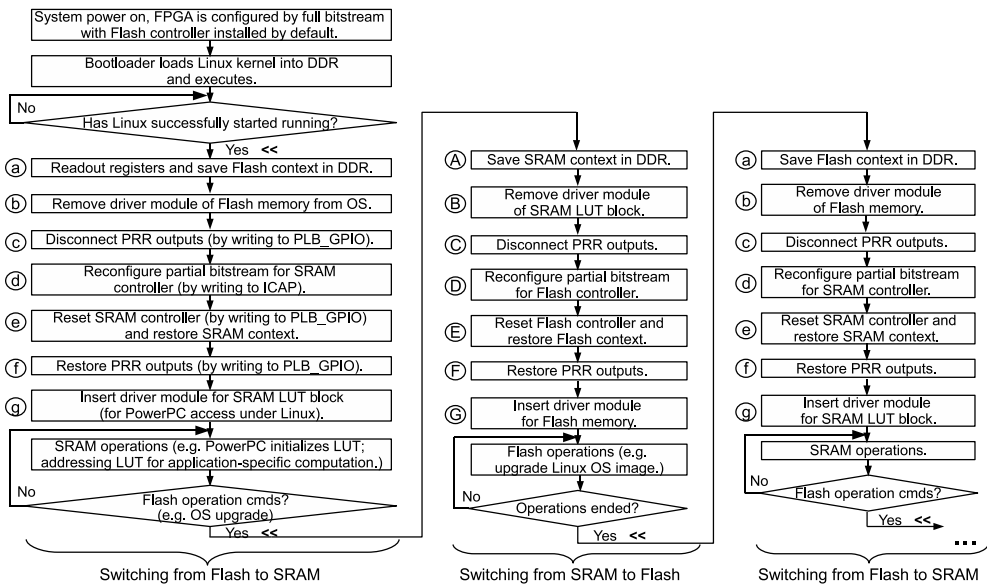 System power on, FPGA is configured by full bitstream
with Flash controller installed by default.
Bootloader loads Linux kernel into DDR
and executes.
No
Has Linux successfully started running?
Yes <<
a Readout registers and save Flash context in DDR.
b Remove driver module of Flash memory from OS.
c Disconnect PRR outputs (by writing to PLB_GPIO).
d Reconfigure partial bitstream for SRAM
controller (by writing to ICAP).
e Reset SRAM controller (by writing to PLB_GPIO)
and restore SRAM context.
f Restore PRR outputs (by writing to PLB_GPIO).
g Insert driver module for SRAM LUT block
(for PowerPC access under Linux).
SRAM operations (e.g. PowerPC initializes LUT;
addressing LUT for application-specific computation.)
No
Flash operation cmds?
(e.g. OS upgrade)
Yes <<
Switching from Flash to SRAM
A Save SRAM context in DDR.
B Remove driver module
of SRAM LUT block.
C Disconnect PRR outputs.
D Reconfigure partial bitstream
for Flash controller.
E Reset Flash controller and
restore Flash context.
F Restore PRR outputs.
G Insert driver module
for Flash memory.
Flash operations (e.g.
upgrade Linux OS image.)
No
Operations ended?
Yes <<
Switching from SRAM to Flash
a Save Flash context in DDR.
b Remove driver module
of Flash memory.
c Disconnect PRR outputs.
d Reconfigure partial bitstream
for SRAM controller.
e Reset SRAM controller and
restore SRAM context.
f Restore PRR outputs.
g Insert driver module
for SRAM LUT block.
SRAM operations.
No
Flash operation cmds?
Yes <<
...
Switching from Flash to SRAM